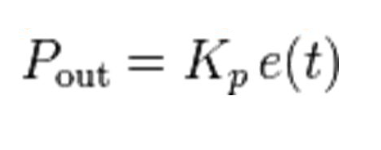 P_out = K_p e(t)